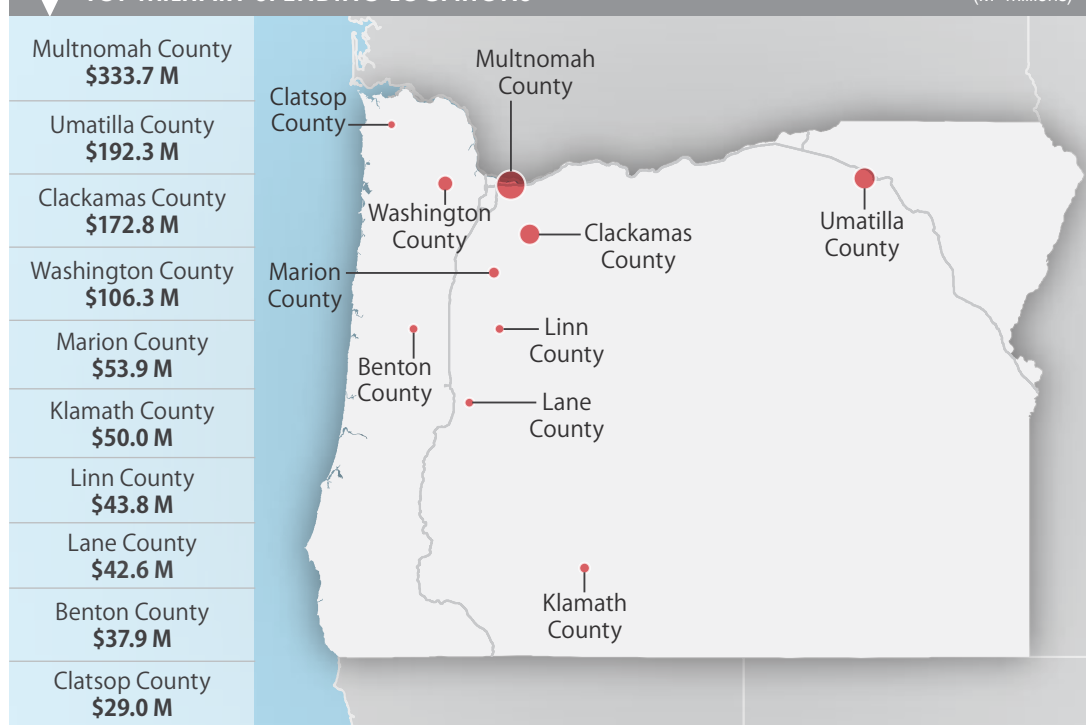 Multnomah County
$333.7 M
Umatilla County
$192.3 M
Clackamas County
$172.8 M
Washington County
$106.3 M
Marion County
$53.9 M
Klamath County
$50.0 M
Linn County
$43.8 M
Lane County
$42.6 M
Benton County
$37.9 M
Clatsop County
$29.0 M
Multnomah
County
Clatsop
County
Washington
County
Clackamas
County
Umatilla
County
Marion
County
Linn
County
Benton
County
Lane
County
Klamath
County